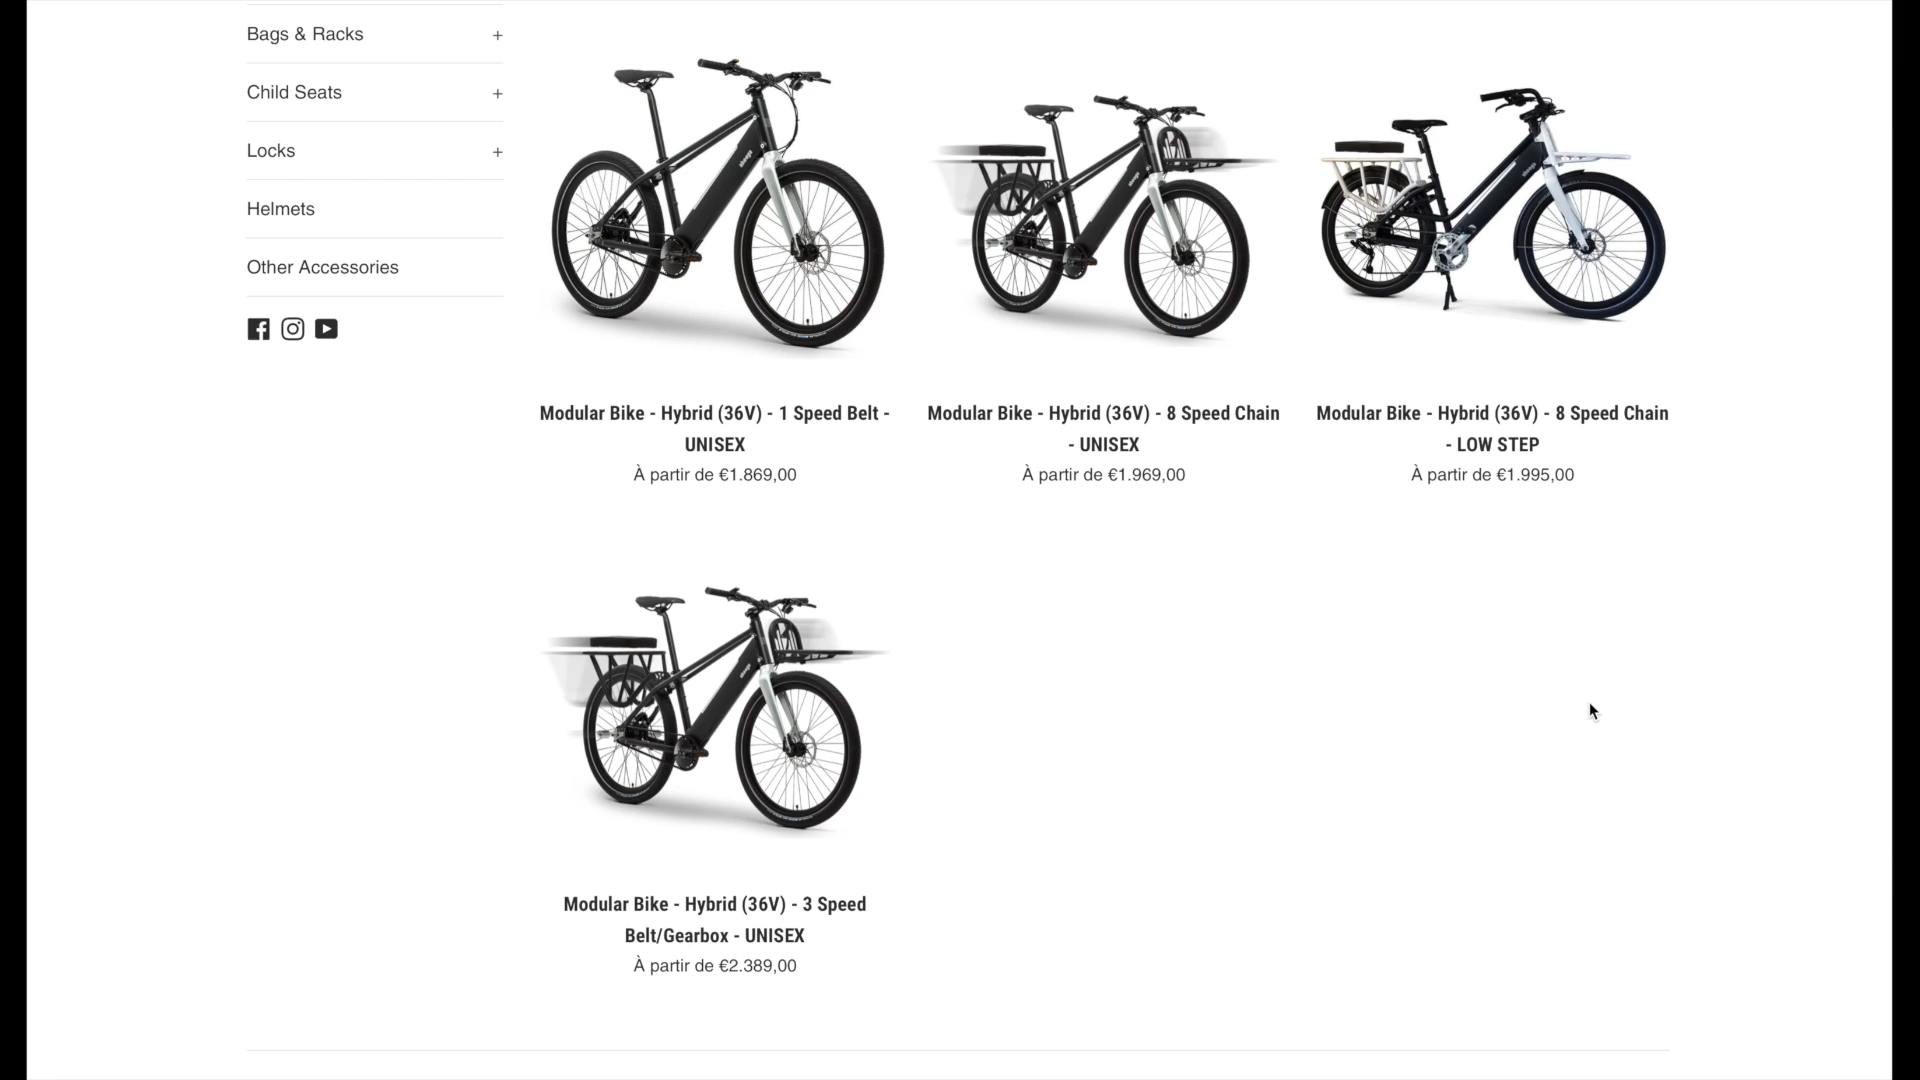 Bags & Racks +
Child Seats +
Locks +
Helmets
Other Accessories
Modular Bike - Hybrid (36V) - 1 Speed Belt -
UNISEX
À partir de €1.869,00
Modular Bike - Hybrid (36V) - 8 Speed Chain
- UNISEX
À partir de €1.969,00
Modular Bike - Hybrid (36V) - 8 Speed Chain
- LOW STEP
À partir de €1.995,00
Modular Bike - Hybrid (36V) - 3 Speed
Belt/Gearbox - UNISEX
À partir de €2.389,00